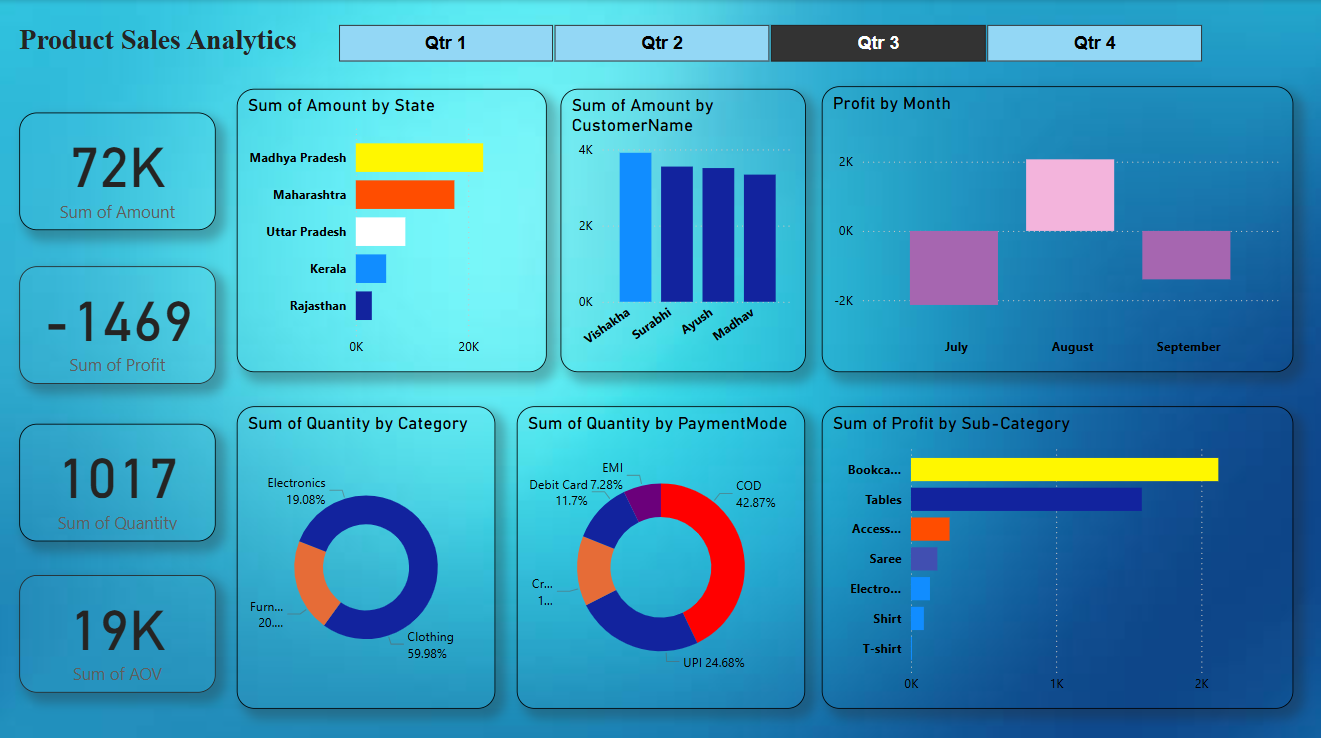 Product Sales Analytics
Qtr 1
Qtr 2
Qtr 3
Qtr 4
72K
Sum of Amount
-1469
Sum of Profit
1017
Sum of Quantity
19K
Sum of AOV
Sum of Amount by State
Madhya Pradesh
Maharashtra
Uttar Pradesh
Kerala
Rajasthan
0K
20K
Sum of Amount by
CustomerName
4K
2K
0K
Vishakha
Surabhi
Ayush
Madhav
Profit by Month
2K
0K
-2K
July
August
September
Sum of Quantity by Category
Electronics
19.08%
Furn...
20....
Clothing
59.98%
Sum of Quantity by PaymentMode
EMI
7.28%
Debit Card
11.7%
COD
42.87%
Cr...
1...
UPI 24.68%
Sum of Profit by Sub-Category
Bookca...
Tables
Access...
Saree
Electro...
Shirt
T-shirt
0K
1K
2K